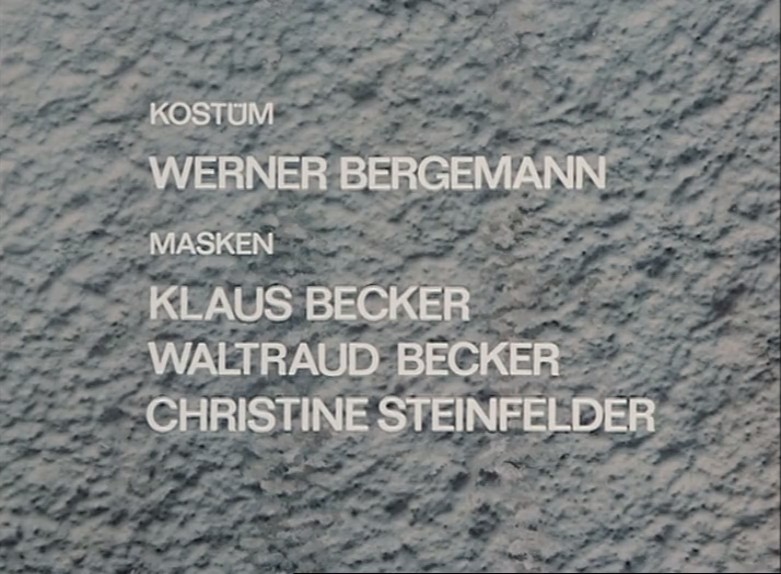 KOSTÜM
WERNER BERGEMANN
MASKEN
KLAUS BECKER
WALTRAUD BECKER
CHRISTINE STEINFELDER